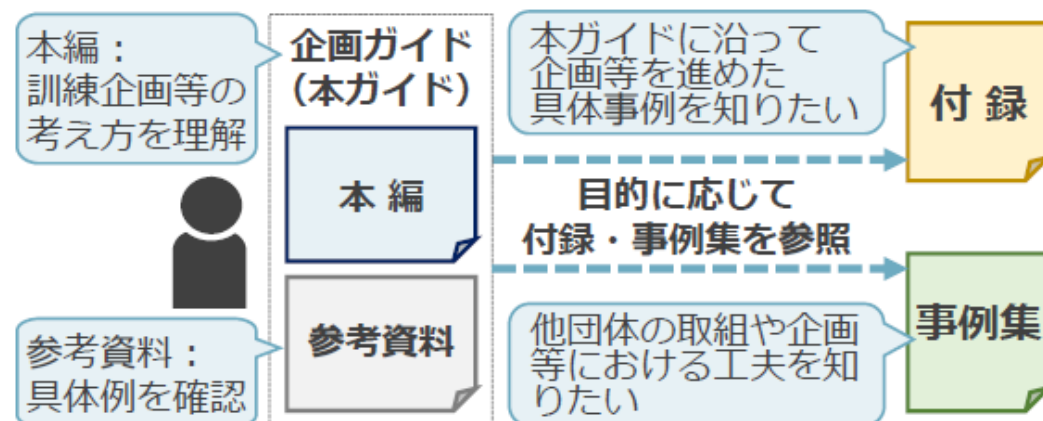 本編：
訓練企画等の
考え方を理解
企画ガイド
（本ガイド）
本 編
参考資料
参考資料：
具体例を確認
本ガイドに沿って
企画等を進めた
具体事例を知りたい
目的に応じて
付録・事例集を参照
他団体の取組や企画
等における工夫を知
りたい
付 録
事例集